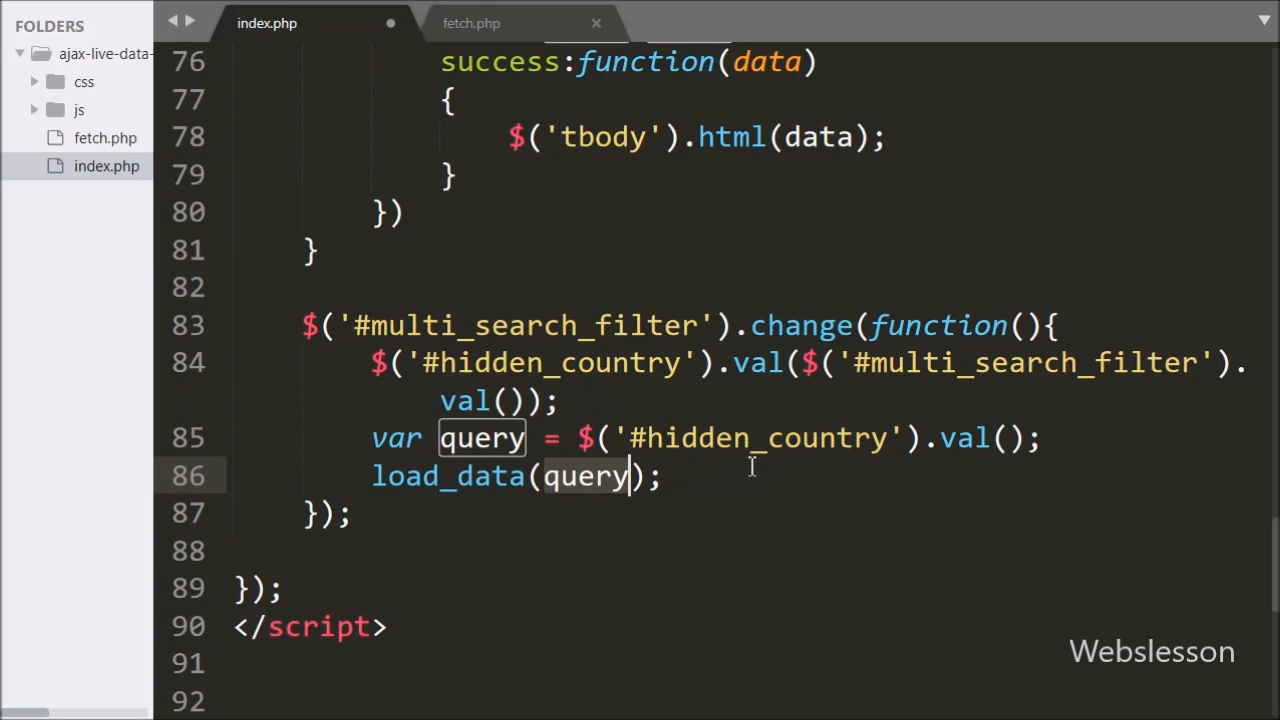 FOLDERS
ajax-live-data-
css
js
fetch.php
index.php
index.php
fetch.php
76 success:function(data)
77 {
78 $('tbody').html(data);
79 }
80 })
81 }
82
83 $('#multi_search_filter').change(function(){
84 $('#hidden_country').val($('#multi_search_filter').
val());
85 var query = $('#hidden_country').val();
86 load_data(query);
87 });
88
89 });
90 </script>
91
92
Webslesson